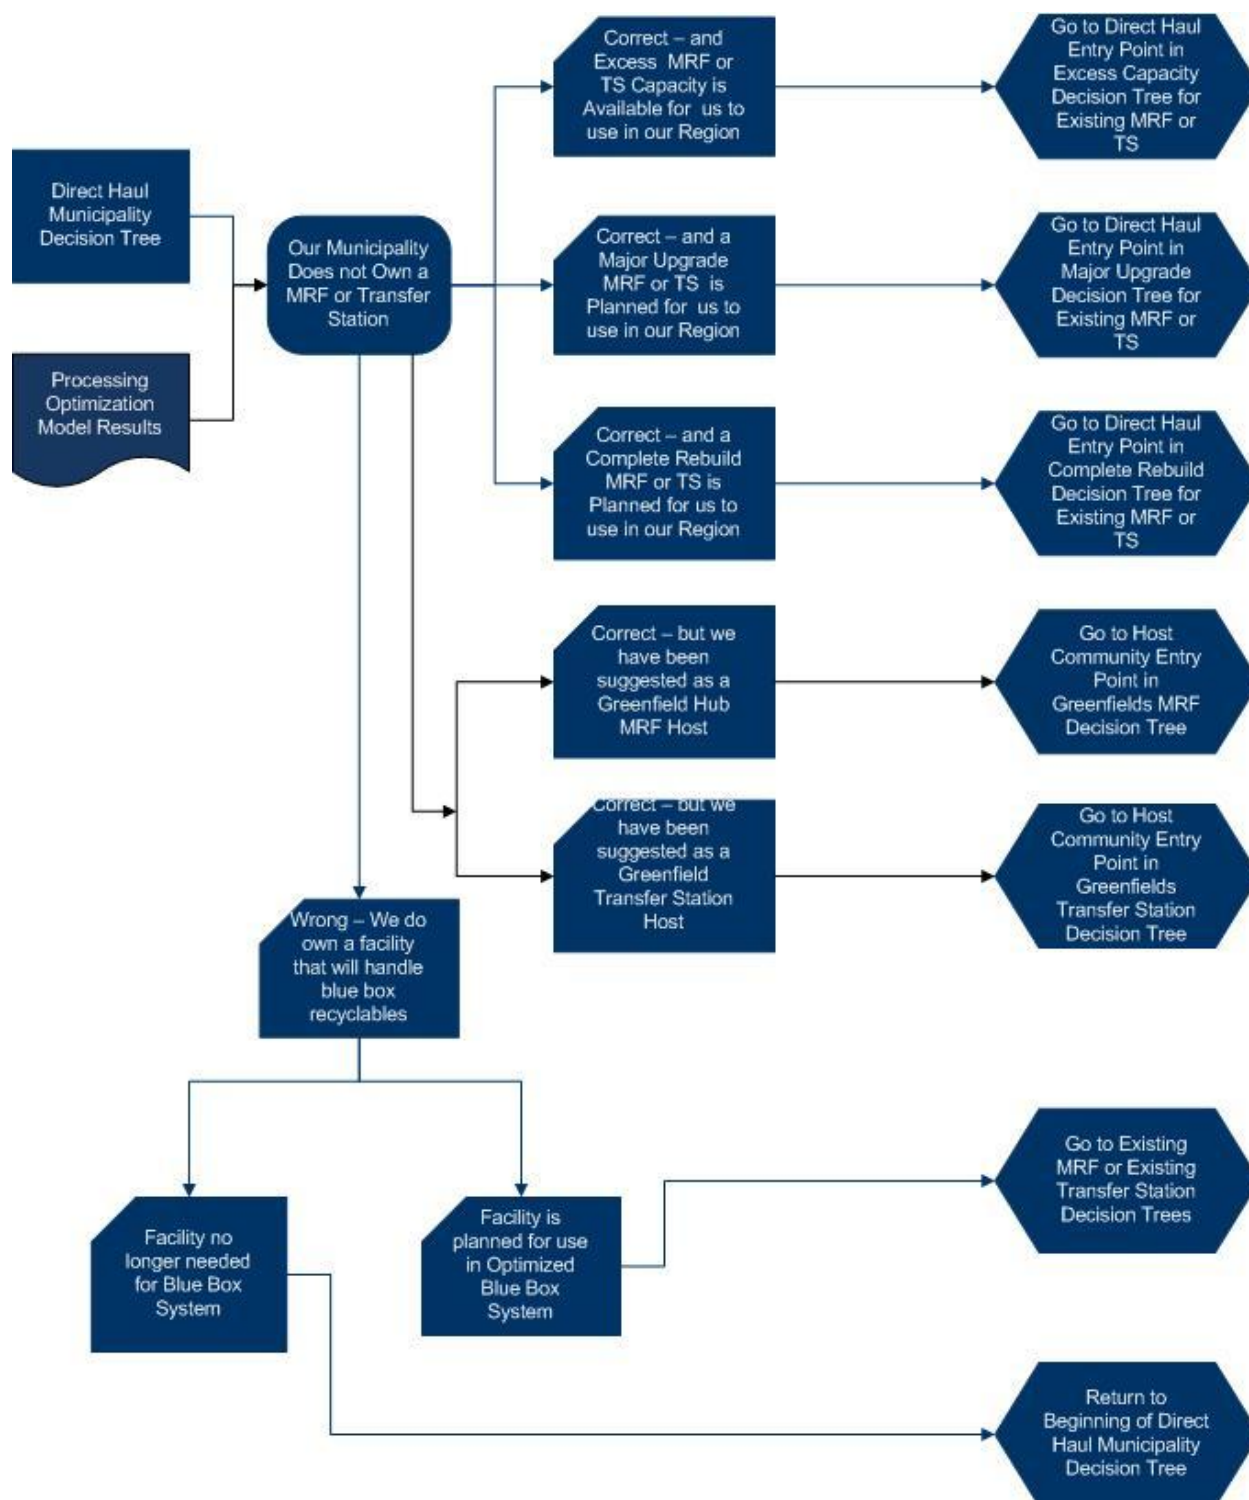 Direct Haul
Municipality
Decision Tree
Processing
Optimization
Model Results
Our Municipality
Does not Own a
MRF or Transfer
Station
Correct – and
Excess MRF or
TS Capacity is
Available for us to
use in our Region
Go to Direct Haul
Entry Point in
Excess Capacity
Decision Tree for
Existing MRF or
TS
Correct – and a
Major Upgrade
MRF or TS is
Planned for us to
use in our Region
Go to Direct Haul
Entry Point in
Major Upgrade
Decision Tree for
Existing MRF or
TS
Correct – and a
Complete Rebuild
MRF or TS is
Planned for us to
use in our Region
Go to Direct Haul
Entry Point in
Complete Rebuild
Decision Tree for
Existing MRF or
TS
Correct – but we
have been
suggested as a
Greenfield Hub
MRF Host
Go to Host
Community Entry
Point in
Greenfields MRF
Decision Tree
Correct – but we
have been
suggested as a
Greenfield
Transfer Station
Host
Go to Host
Community Entry
Point in
Greenfields
Transfer Station
Decision Tree
Wrong – We do
own a facility
that will handle
blue box
recyclables
Facility no
longer needed
for Blue Box
System
Facility is
planned for use
in Optimized
Blue Box
System
Go to Existing
MRF or Existing
Transfer Station
Decision Trees
Return to
Beginning of Direct
Haul Municipality
Decision Tree